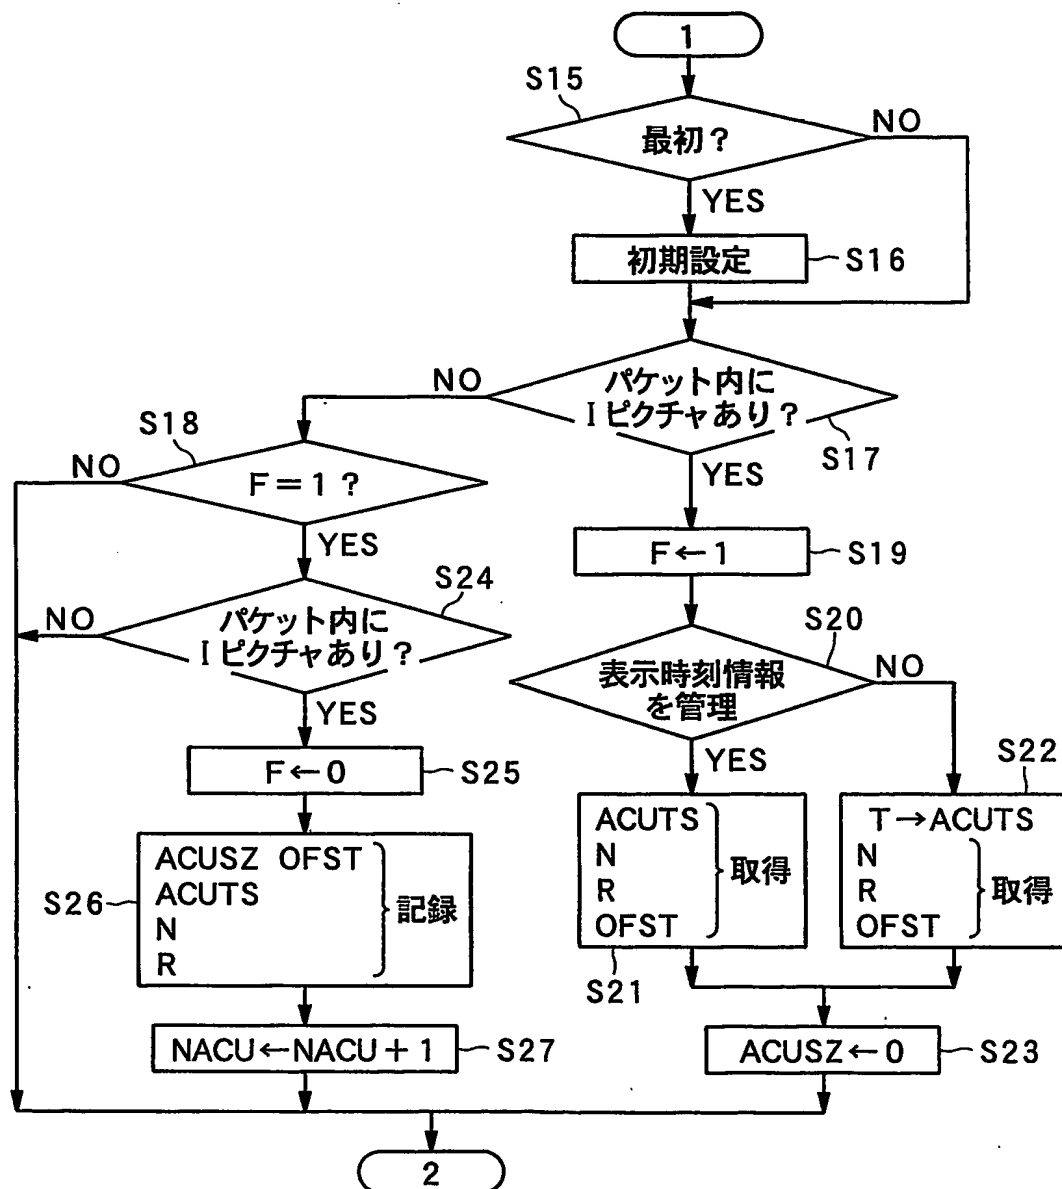 1
S15
最初？
NO
YES
初期設定
S16
パケット内に
Iピクチャあり？
NO
S17
YES
S18
F＝1？
NO
YES
F←1
S19
S24
パケット内に
Iピクチャあり？
NO
YES
S20
表示時刻情報
を管理
NO
YES
F←0
S25
S26
ACUSZ OFST
ACUTS
N
R
記録
NACU←NACU＋1
S27
ACUTS
N
R
OFST
取得
S21
S22
T→ACUTS
N
R
OFST
取得
ACUSZ←0
S23
2